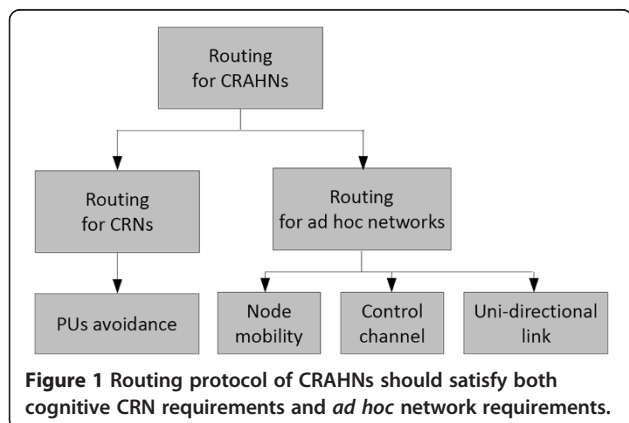 Routing
for CRAHNs
Routing
for CRNs
Routing
for ad hoc networks
PUs avoidance
Node
mobility
Control
channel
Uni-directional
link
Figure 1 Routing protocol of CRAHNs should satisfy both
cognitive CRN requirements and ad hoc network requirements.